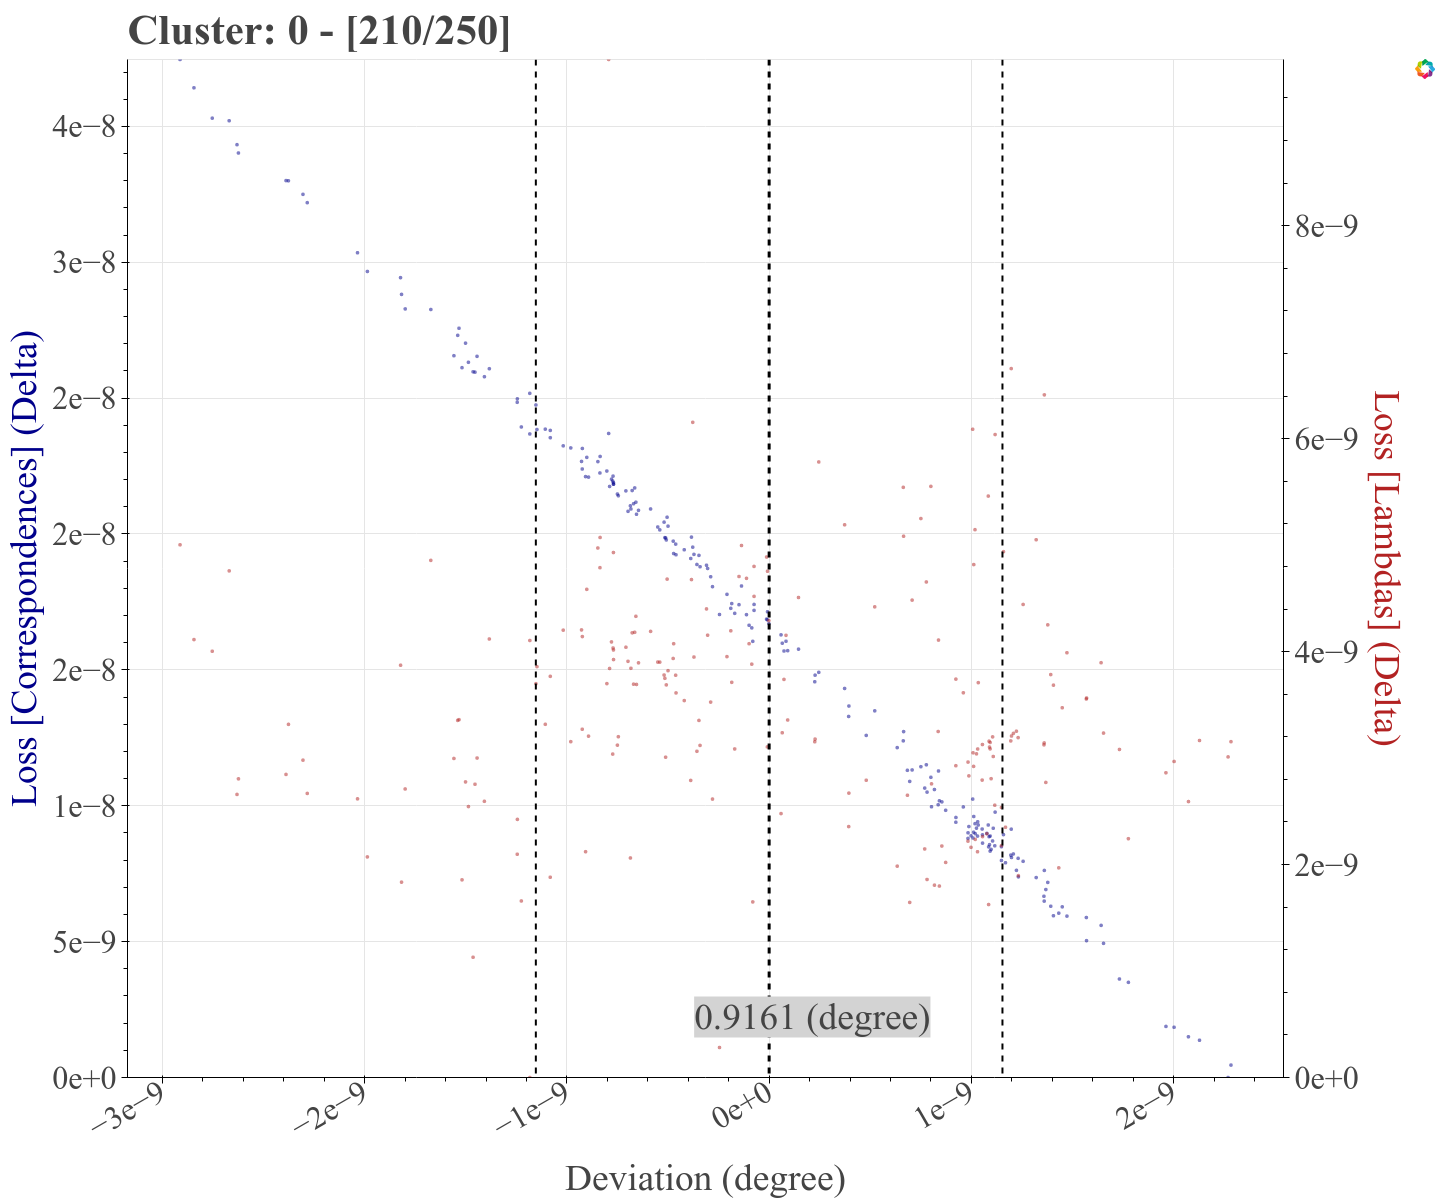 Cluster: 0 - [210/250]
4e−8
3e−8
2e−8
2e−8
2e−8
1e−8
5e−9
0e+0
Loss [Correspondences] (Delta)
8e−9
6e−9
4e−9
2e−9
0e+0
Loss [Lambdas] (Delta)
0.9161 (degree)
−3e−9
−2e−9
−1e−9
0e+0
1e−9
2e−9
Deviation (degree)